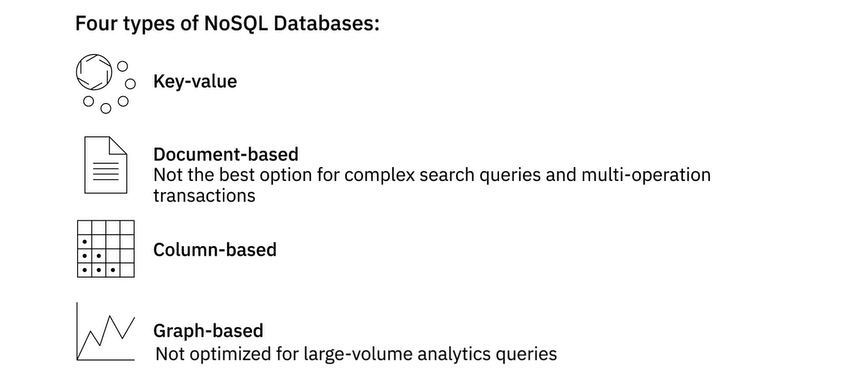 Four types of NoSQL Databases:
Key-value
Document-based
Not the best option for complex search queries and multi-operation
transactions
Column-based
Graph-based
Not optimized for large-volume analytics queries